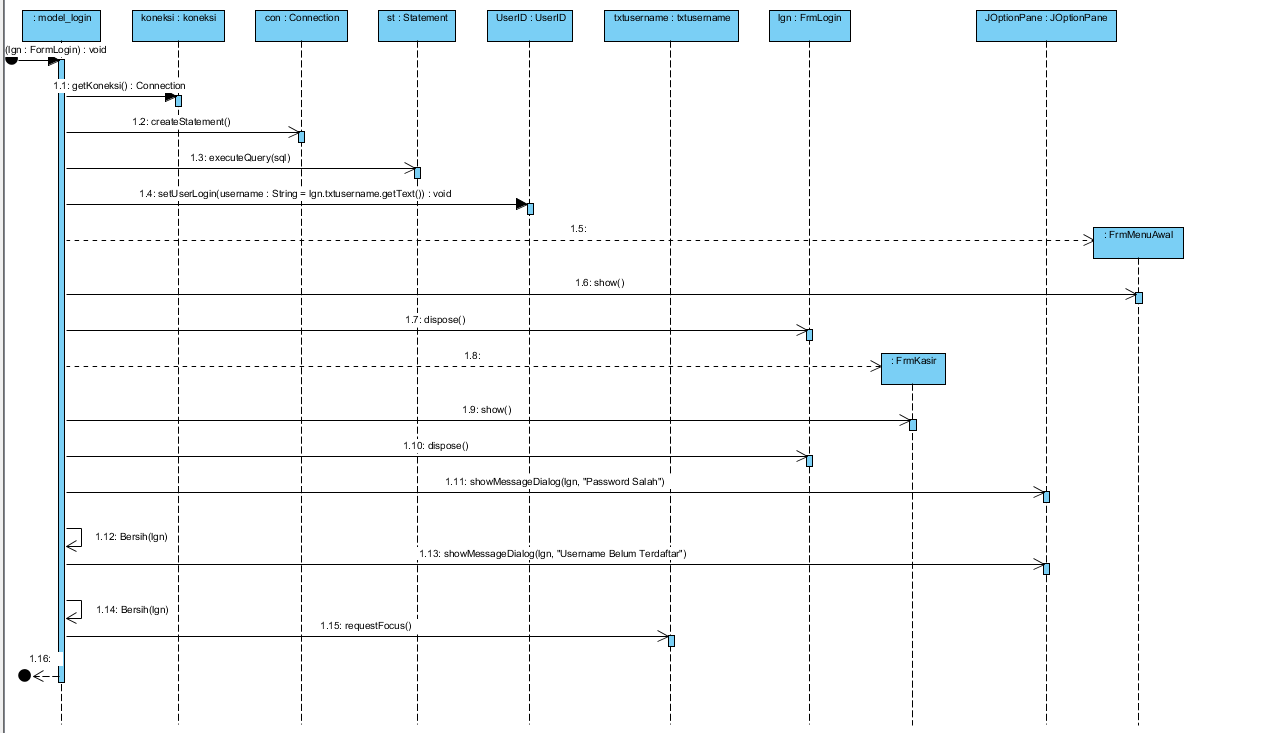 : model_login
koneksi : koneksi
con : Connection
st : Statement
UserID : UserID
txtusername : txtusername
lgn : FrmLogin
JOptionPane : JOptionPane
(lgn : FormLogin) : void
1.1: getKoneksi() : Connection
1.2: createStatement()
1.3: executeQuery(sql)
1.4: setUserLogin(username : String = lgn.txtusername.getText()) : void
1.5:
: FrmMenuAwal
1.6: show()
1.7: dispose()
1.8:
: FrmKasir
1.9: show()
1.10: dispose()
1.11: showMessageDialog(lgn, "Password Salah")
1.12: Bersih(lgn)
1.13: showMessageDialog(lgn, "Username Belum Terdaftar")
1.14: Bersih(lgn)
1.15: requestFocus()
1.16: